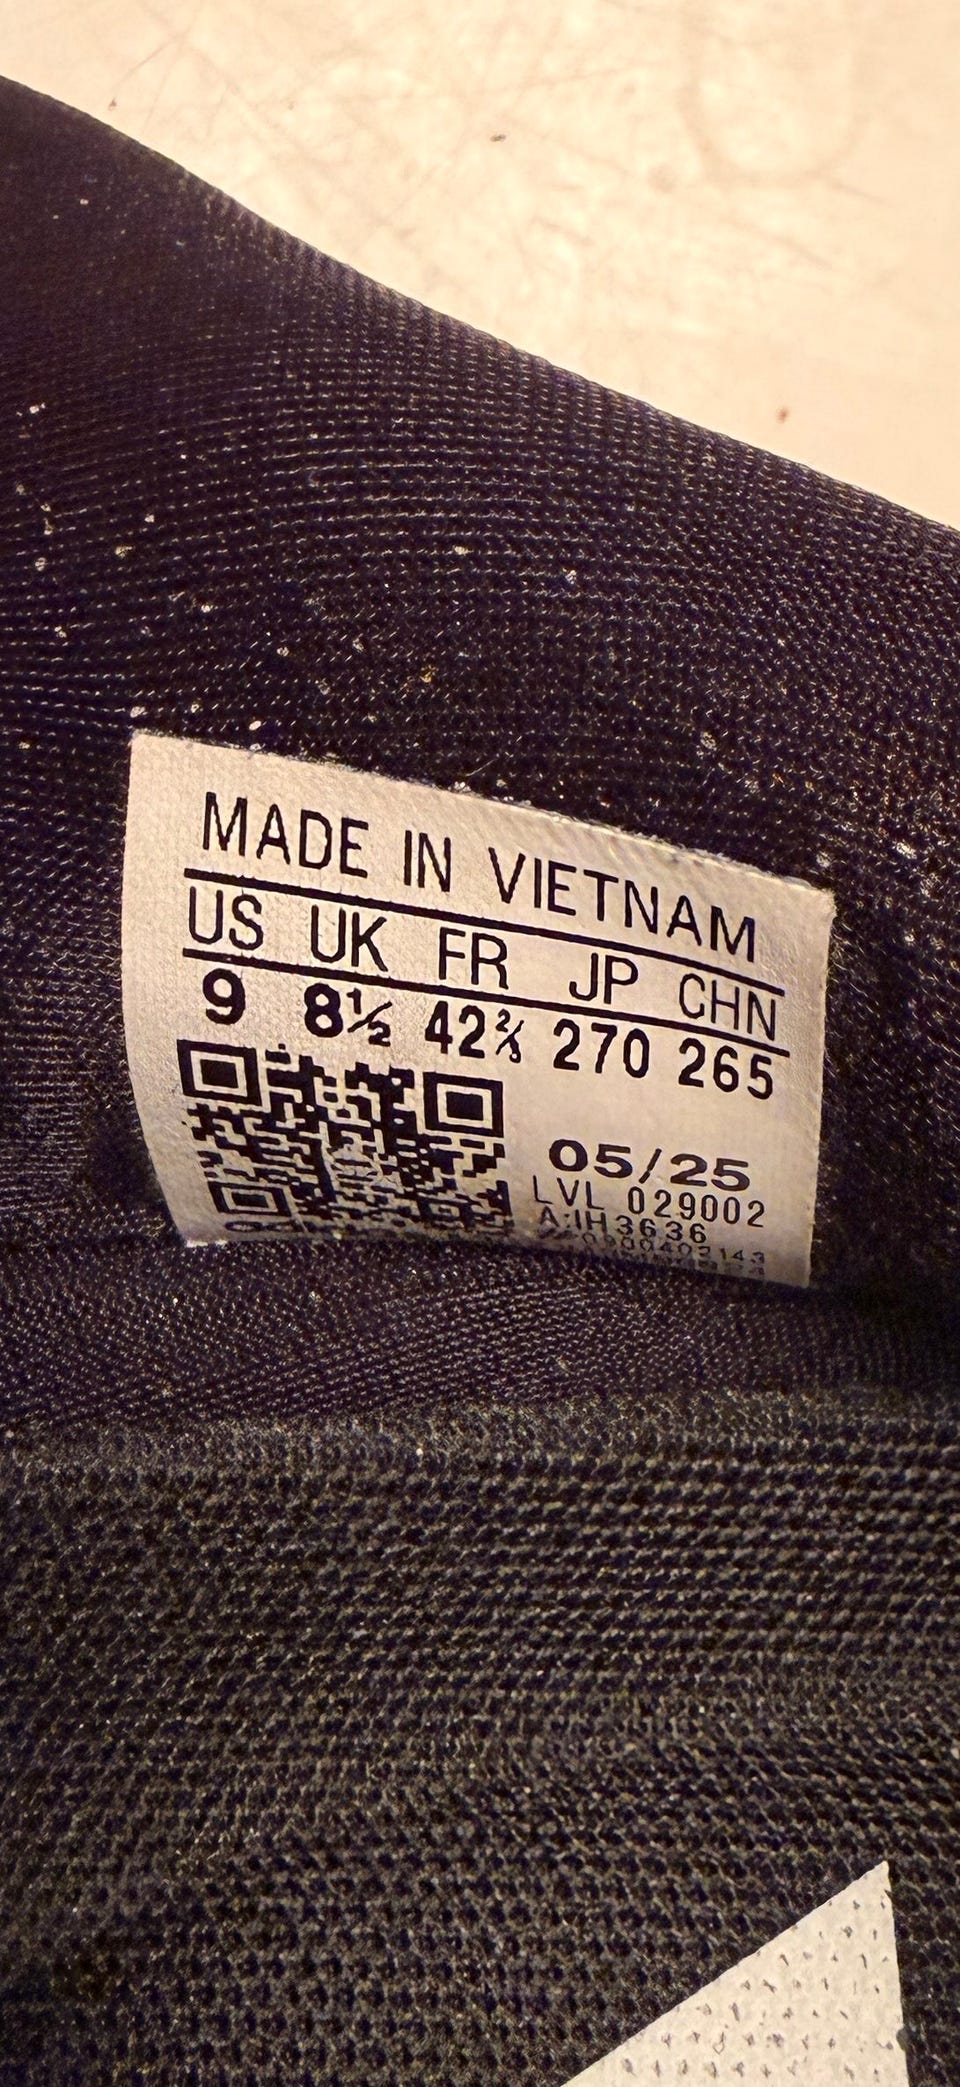 MADE IN VIETNAM
US UK FR JP CHN
9 8½ 42⅔ 270 265
05/25
LVL 029002
A:IH3636